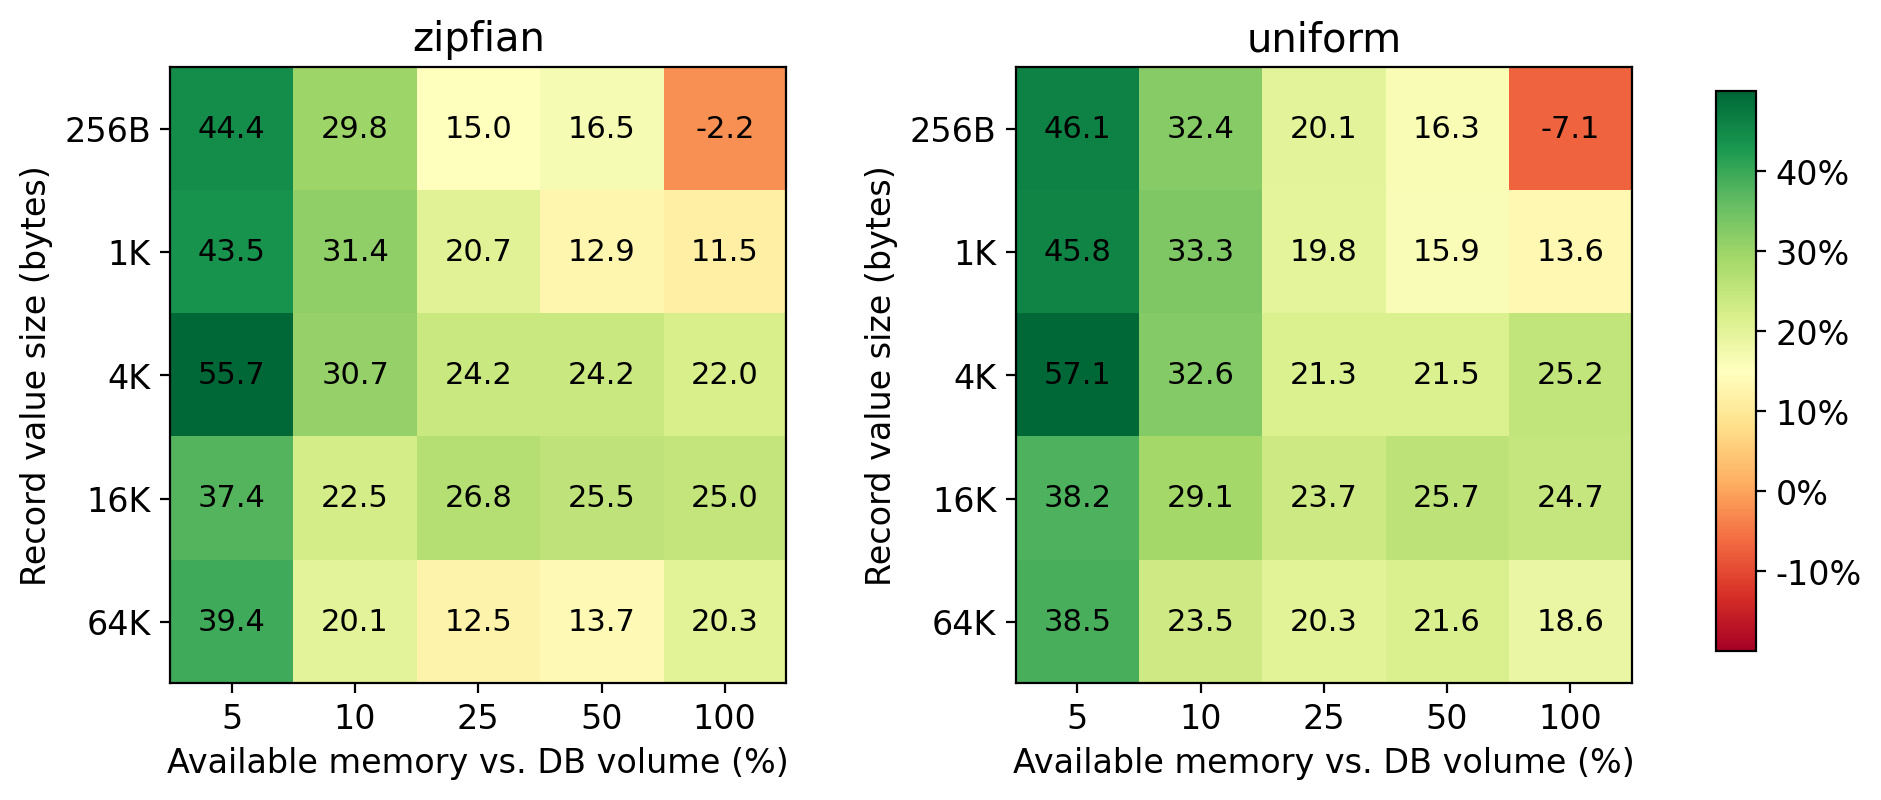 zipfian
Record value size (bytes)
256B 44.4 29.8 15.0 16.5 -2.2
1K 43.5 31.4 20.7 12.9 11.5
4K 55.7 30.7 24.2 24.2 22.0
16K 37.4 22.5 26.8 25.5 25.0
64K 39.4 20.1 12.5 13.7 20.3
5 10 25 50 100
Available memory vs. DB volume (%)
uniform
Record value size (bytes)
256B 46.1 32.4 20.1 16.3 -7.1
1K 45.8 33.3 19.8 15.9 13.6
4K 57.1 32.6 21.3 21.5 25.2
16K 38.2 29.1 23.7 25.7 24.7
64K 38.5 23.5 20.3 21.6 18.6
5 10 25 50 100
Available memory vs. DB volume (%)
40%
30%
20%
10%
0%
-10%